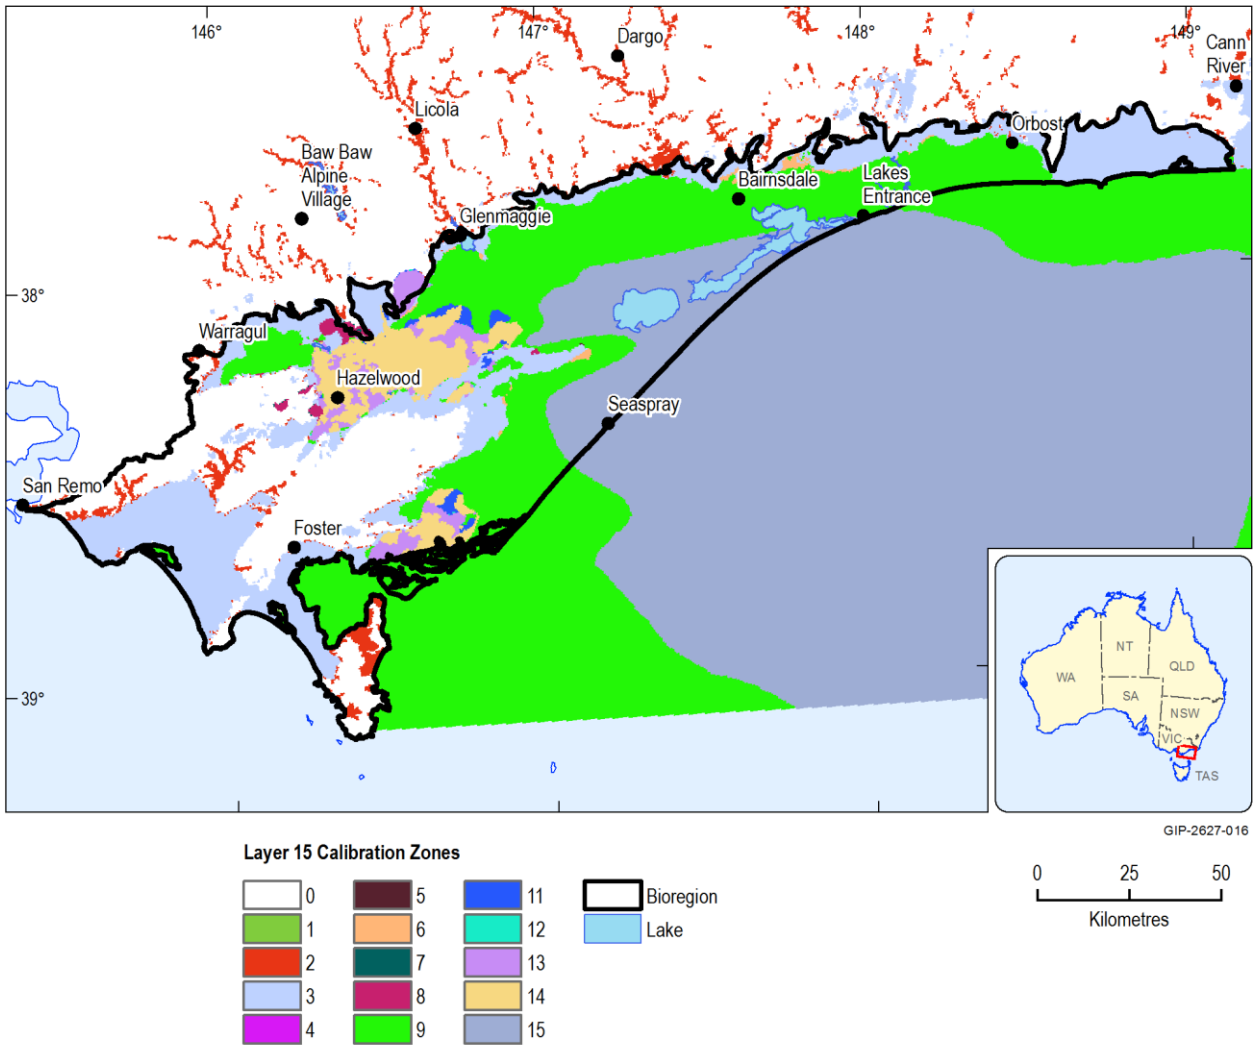 146°
147°
148°
149°
Dargo
Cann
River
Licola
Orbost
Baw Baw
Alpine
Village
Bairnsdale
Lakes
Entrance
Glenmaggie
38°
Warragul
Hazelwood
Seaspray
San Remo
Foster
39°
NT
QLD
WA
SA
NSW
VIC
TAS
GIP-2627-016
Layer 15 Calibration Zones
0
5
11
Bioregion
1
6
12
Lake
2
7
13
3
8
14
4
9
15
0
25
50
Kilometres